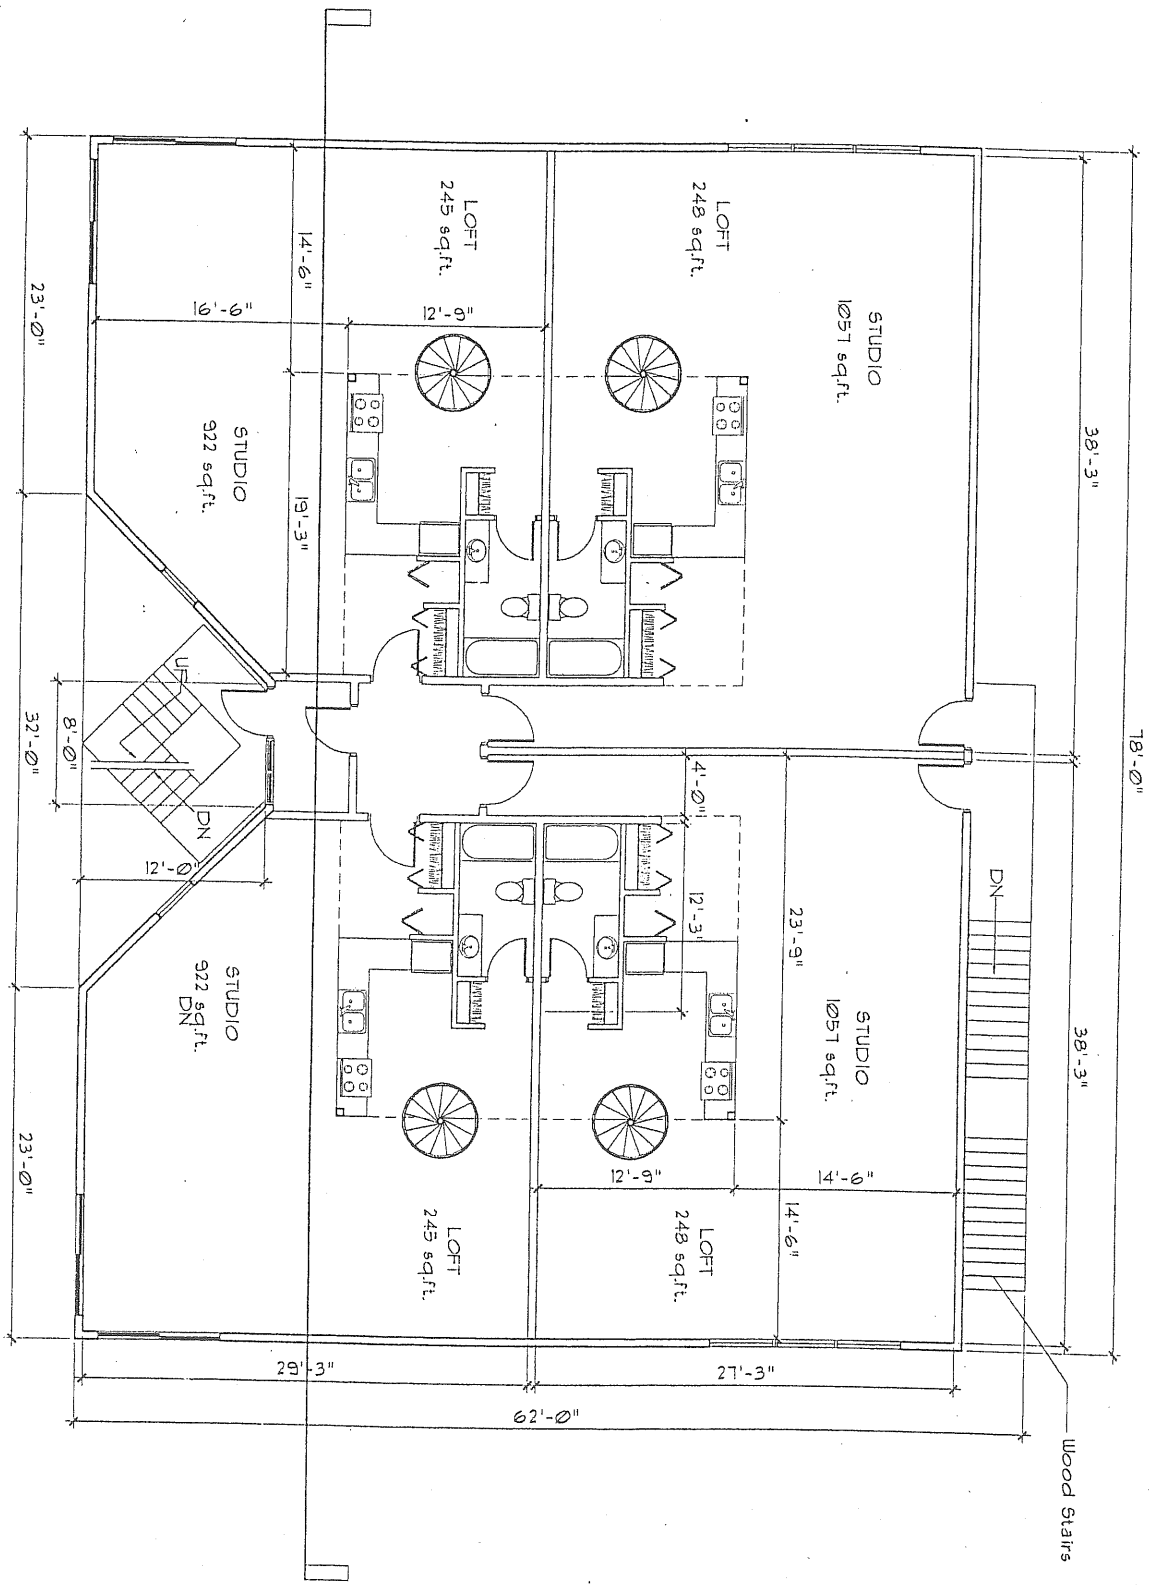 78'-0"
38'-3"
38'-3"
DN
Wood Stairs
STUDIO
1057 sq.ft.
STUDIO
1057 sq.ft.
LOFT
248 sq.ft.
LOFT
248 sq.ft.
4'-0"
12'-3"
23'-9"
14'-6"
12'-9"
14'-6"
27'-3"
62'-0"
29'-3"
LOFT
245 sq.ft.
LOFT
245 sq.ft.
14'-6"
19'-3"
16'-6"
12'-9"
STUDIO
922 sq.ft.
STUDIO
922 sq.ft.
DN
UP
DN
12'-0"
8'-0"
23'-0"
32'-0"
23'-0"